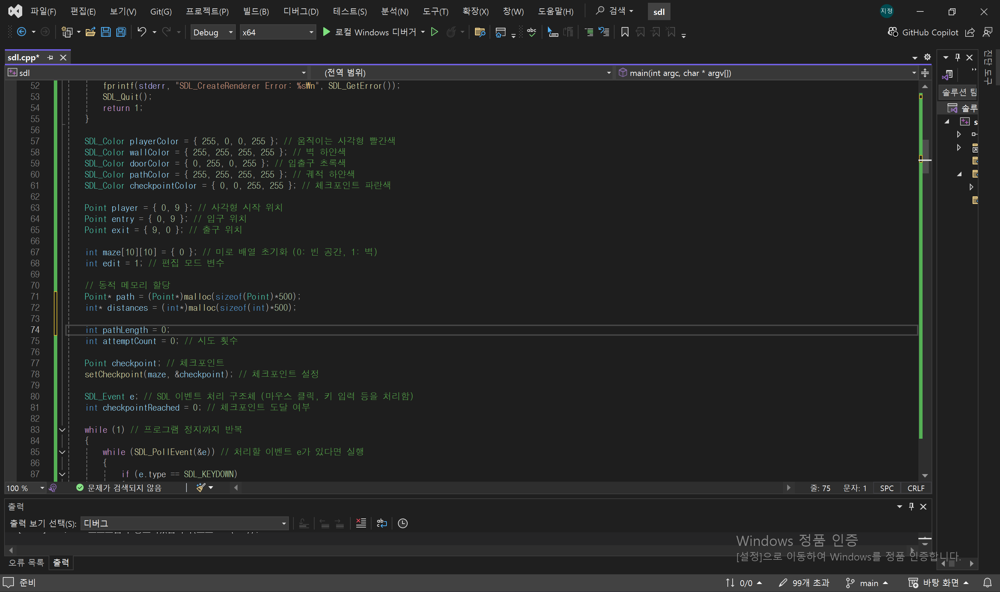 파일(F) 편집(E) 보기(V) Git(G) 프로젝트(P) 빌드(B) 디버그(D) 테스트(S) 분석(N) 도구(T) 확장(X) 창(W) 도움말(H) 검색 sdl 지정
Debug x64 로컬 Windows 디버거 abc GitHub Copilot
sdl.cpp*
진단 도구
sdl (전역 범위) main(int argc, char * argv[])
솔루션 탐
솔루
52 fprintf(stderr, "SDL_CreateRenderer Error: %s₩n", SDL_GetError());
53 SDL_Quit();
54 return 1;
55 }
56
57 SDL_Color playerColor = { 255, 0, 0, 255 }; // 움직이는 사각형 빨간색
58 SDL_Color wallColor = { 255, 255, 255, 255 }; // 벽 하얀색
59 SDL_Color doorColor = { 0, 255, 0, 255 }; // 입출구 초록색
60 SDL_Color pathColor = { 255, 255, 255, 255 }; // 궤적 하얀색
61 SDL_Color checkpointColor = { 0, 0, 255, 255 }; // 체크포인트 파란색
62
63 Point player = { 0, 9 }; // 사각형 시작 위치
64 Point entry = { 0, 9 }; // 입구 위치
65 Point exit = { 9, 0 }; // 출구 위치
66
67 int maze[10][10] = { 0 }; // 미로 배열 초기화 (0: 빈 공간, 1: 벽)
68 int edit = 1; // 편집 모드 변수
69
70 // 동적 메모리 할당
71 Point* path = (Point*)malloc(sizeof(Point)*500);
72 int* distances = (int*)malloc(sizeof(int)*500);
73
74 int pathLength = 0;
75 int attemptCount = 0; // 시도 횟수
76
77 Point checkpoint; // 체크포인트
78 setCheckpoint(maze, &checkpoint); // 체크포인트 설정
79
80 SDL_Event e; // SDL 이벤트 처리 구조체 (마우스 클릭, 키 입력 등을 처리함)
81 int checkpointReached = 0; // 체크포인트 도달 여부
82
83 while (1) // 프로그램 정지까지 반복
84 {
85 while (SDL_PollEvent(&e)) // 처리할 이벤트 e가 있다면 실행
86 {
87 if (e.type == SDL_KEYDOWN)
100 % 문제가 검색되지 않음 줄: 75 문자: 1 SPC CRLF
출력
출력 보기 선택(S): 디버그
Windows 정품 인증
[설정]으로 이동하여 Windows를 정품 인증합니다.
오류 목록 출력
준비 0/0 99개 초과 main 바탕 화면